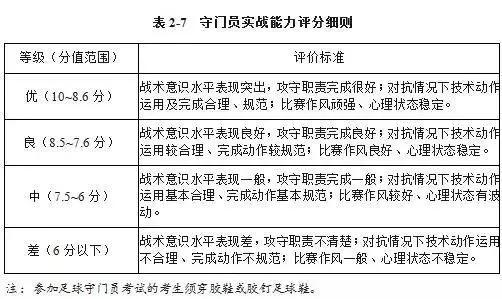 表 2-7 守门员实战能力评分细则
等级（分值范围） 评价标准
优（10~8.6 分）
战术意识水平表现突出，攻守职责完成很好；对抗情况下技术动作
运用及完成合理、规范；比赛作风顽强、心理状态稳定。
良（8.5~7.6 分）
战术意识水平表现良好，攻守职责完成良好；对抗情况下技术动作
运用较合理、完成动作较规范；比赛作风良好、心理状态稳定。
中（7.5~6 分）
战术意识水平表现一般，攻守职责完成一般；对抗情况下技术动作
运用基本合理、完成动作基本规范；比赛作风较好、心理状态有波
动。
差（6 分以下）
战术意识水平表现差，攻守职责不清楚；对抗情况下技术动作运用
不合理、完成动作不规范；比赛作风一般、心理状态不稳定。
注：参加足球守门员考试的考生须穿胶鞋或胶钉足球鞋。